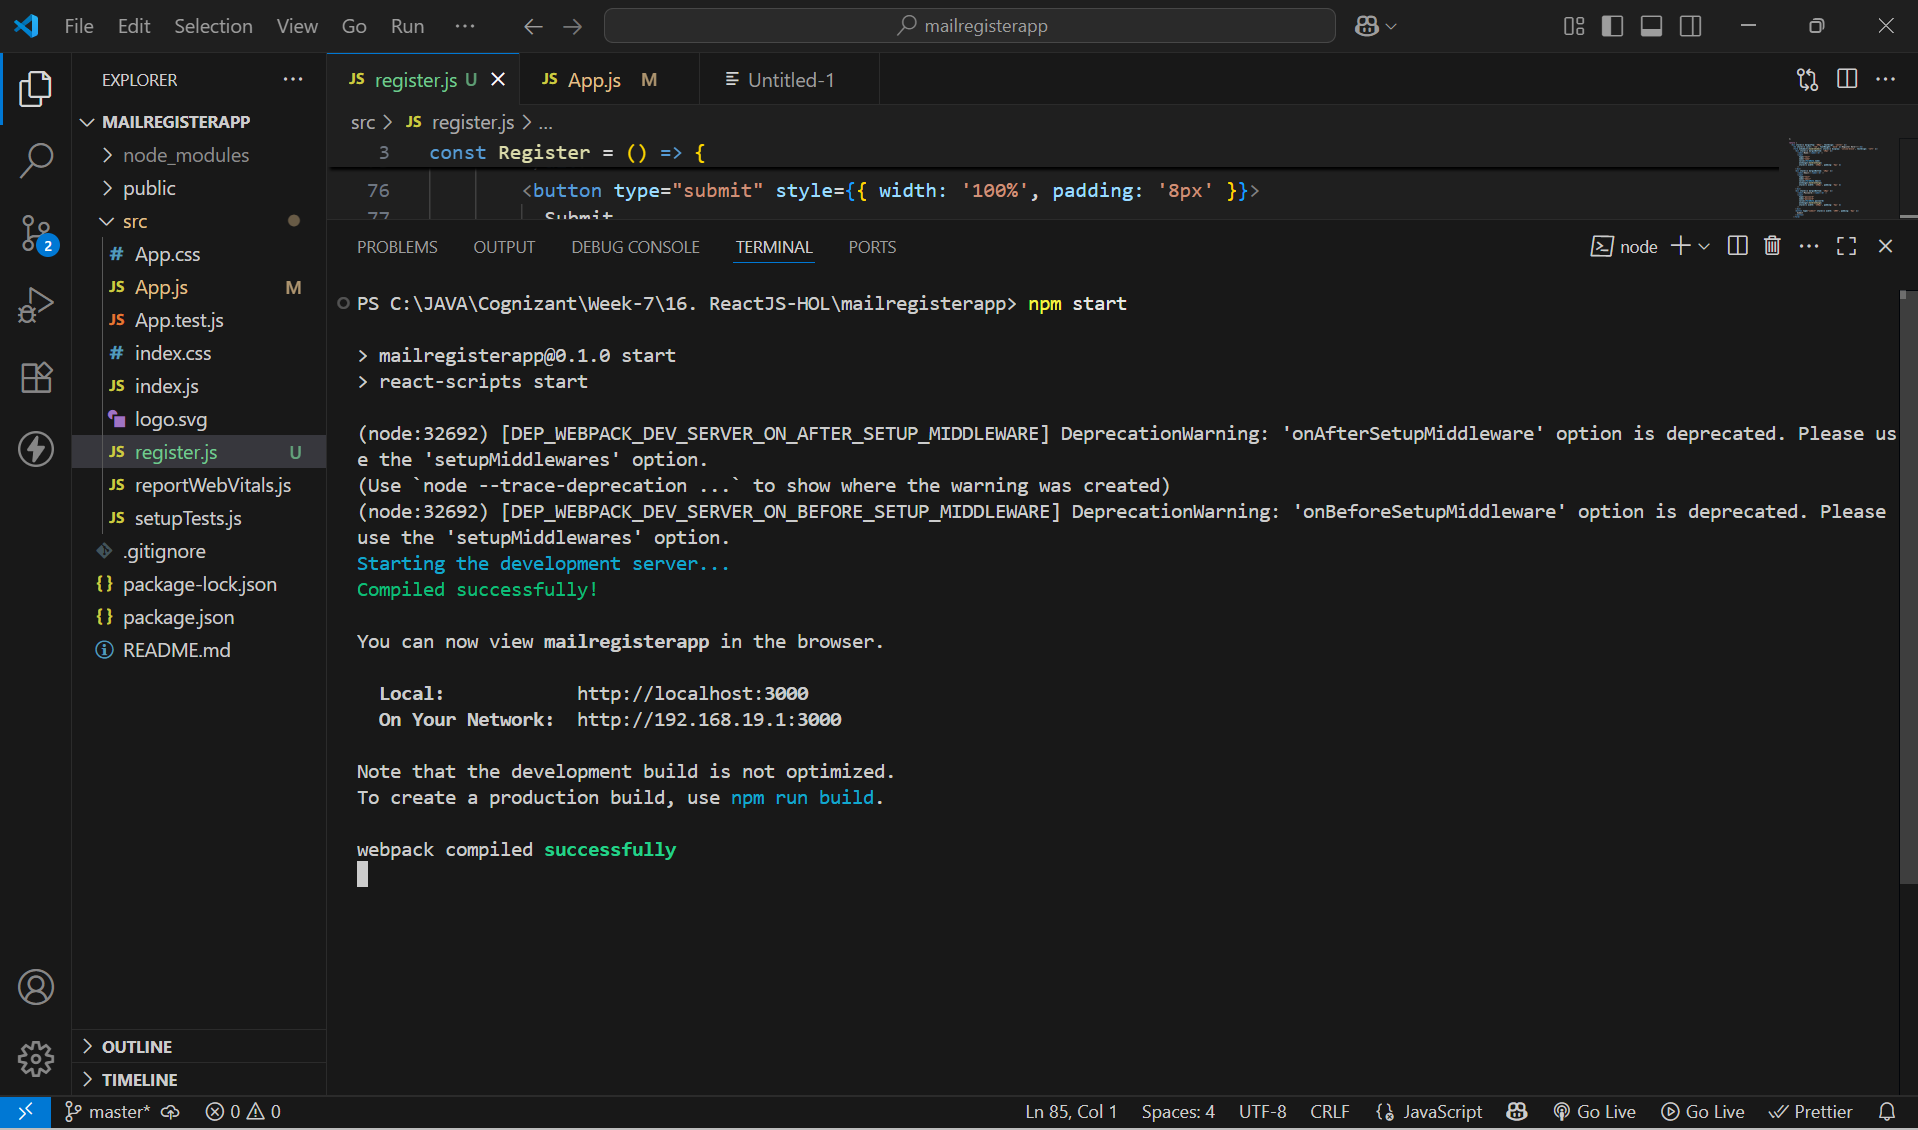 File Edit Selection View Go Run ··· mailregisterapp
EXPLORER ···
MAILREGISTERAPP
node_modules
public
src
# App.css
JS App.js M
JS App.test.js
# index.css
JS index.js
logo.svg
JS register.js U
JS reportWebVitals.js
JS setupTests.js
.gitignore
{} package-lock.json
{} package.json
README.md
OUTLINE
TIMELINE
2
JS register.js U JS App.js M Untitled-1
src > JS register.js > ...
3 const Register = () => {
76 <button type="submit" style={{ width: '100%', padding: '8px' }}>
77 Submit
PROBLEMS OUTPUT DEBUG CONSOLE TERMINAL PORTS node
PS C:\JAVA\Cognizant\Week-7\16. ReactJS-HOL\mailregisterapp> npm start
> mailregisterapp@0.1.0 start
> react-scripts start
(node:32692) [DEP_WEBPACK_DEV_SERVER_ON_AFTER_SETUP_MIDDLEWARE] DeprecationWarning: 'onAfterSetupMiddleware' option is deprecated. Please us
e the 'setupMiddlewares' option.
(Use `node --trace-deprecation ...` to show where the warning was created)
(node:32692) [DEP_WEBPACK_DEV_SERVER_ON_BEFORE_SETUP_MIDDLEWARE] DeprecationWarning: 'onBeforeSetupMiddleware' option is deprecated. Please
use the 'setupMiddlewares' option.
Starting the development server...
Compiled successfully!
You can now view mailregisterapp in the browser.
Local: http://localhost:3000
On Your Network: http://192.168.19.1:3000
Note that the development build is not optimized.
To create a production build, use npm run build.
webpack compiled successfully
master* 0 0 Ln 85, Col 1 Spaces: 4 UTF-8 CRLF {} JavaScript Go Live Go Live Prettier